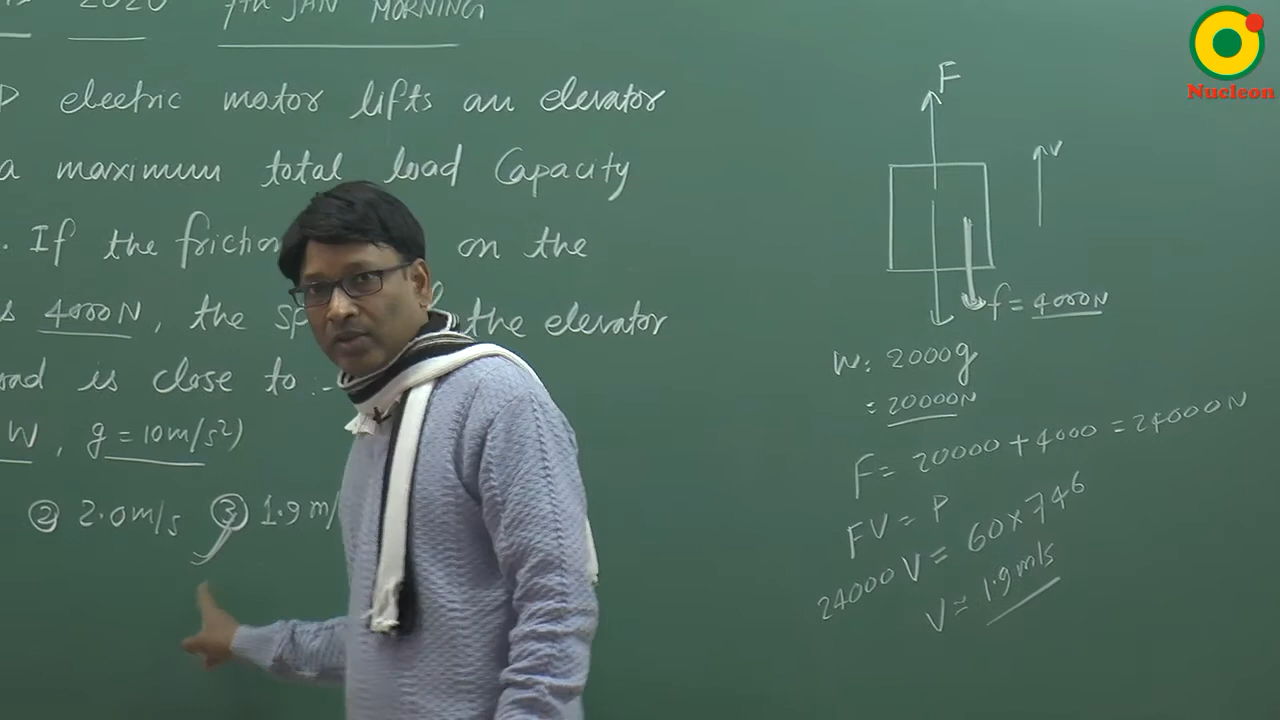 2020 7th JAN MORNING
P electric motor lifts an elevator
a maximum total load Capacity
. If the friction on the
s 4000N, the sp the elevator
oad is close to :-
W, g = 10m/s²)
② 2.0m/s ③ 1.9 m/
F
v
f = 4000N
W: 2000g
= 20000N
F = 20000 + 4000 = 24000N
FV = P
24000 V = 60×746
V ≈ 1.9 m/s
Nucleon